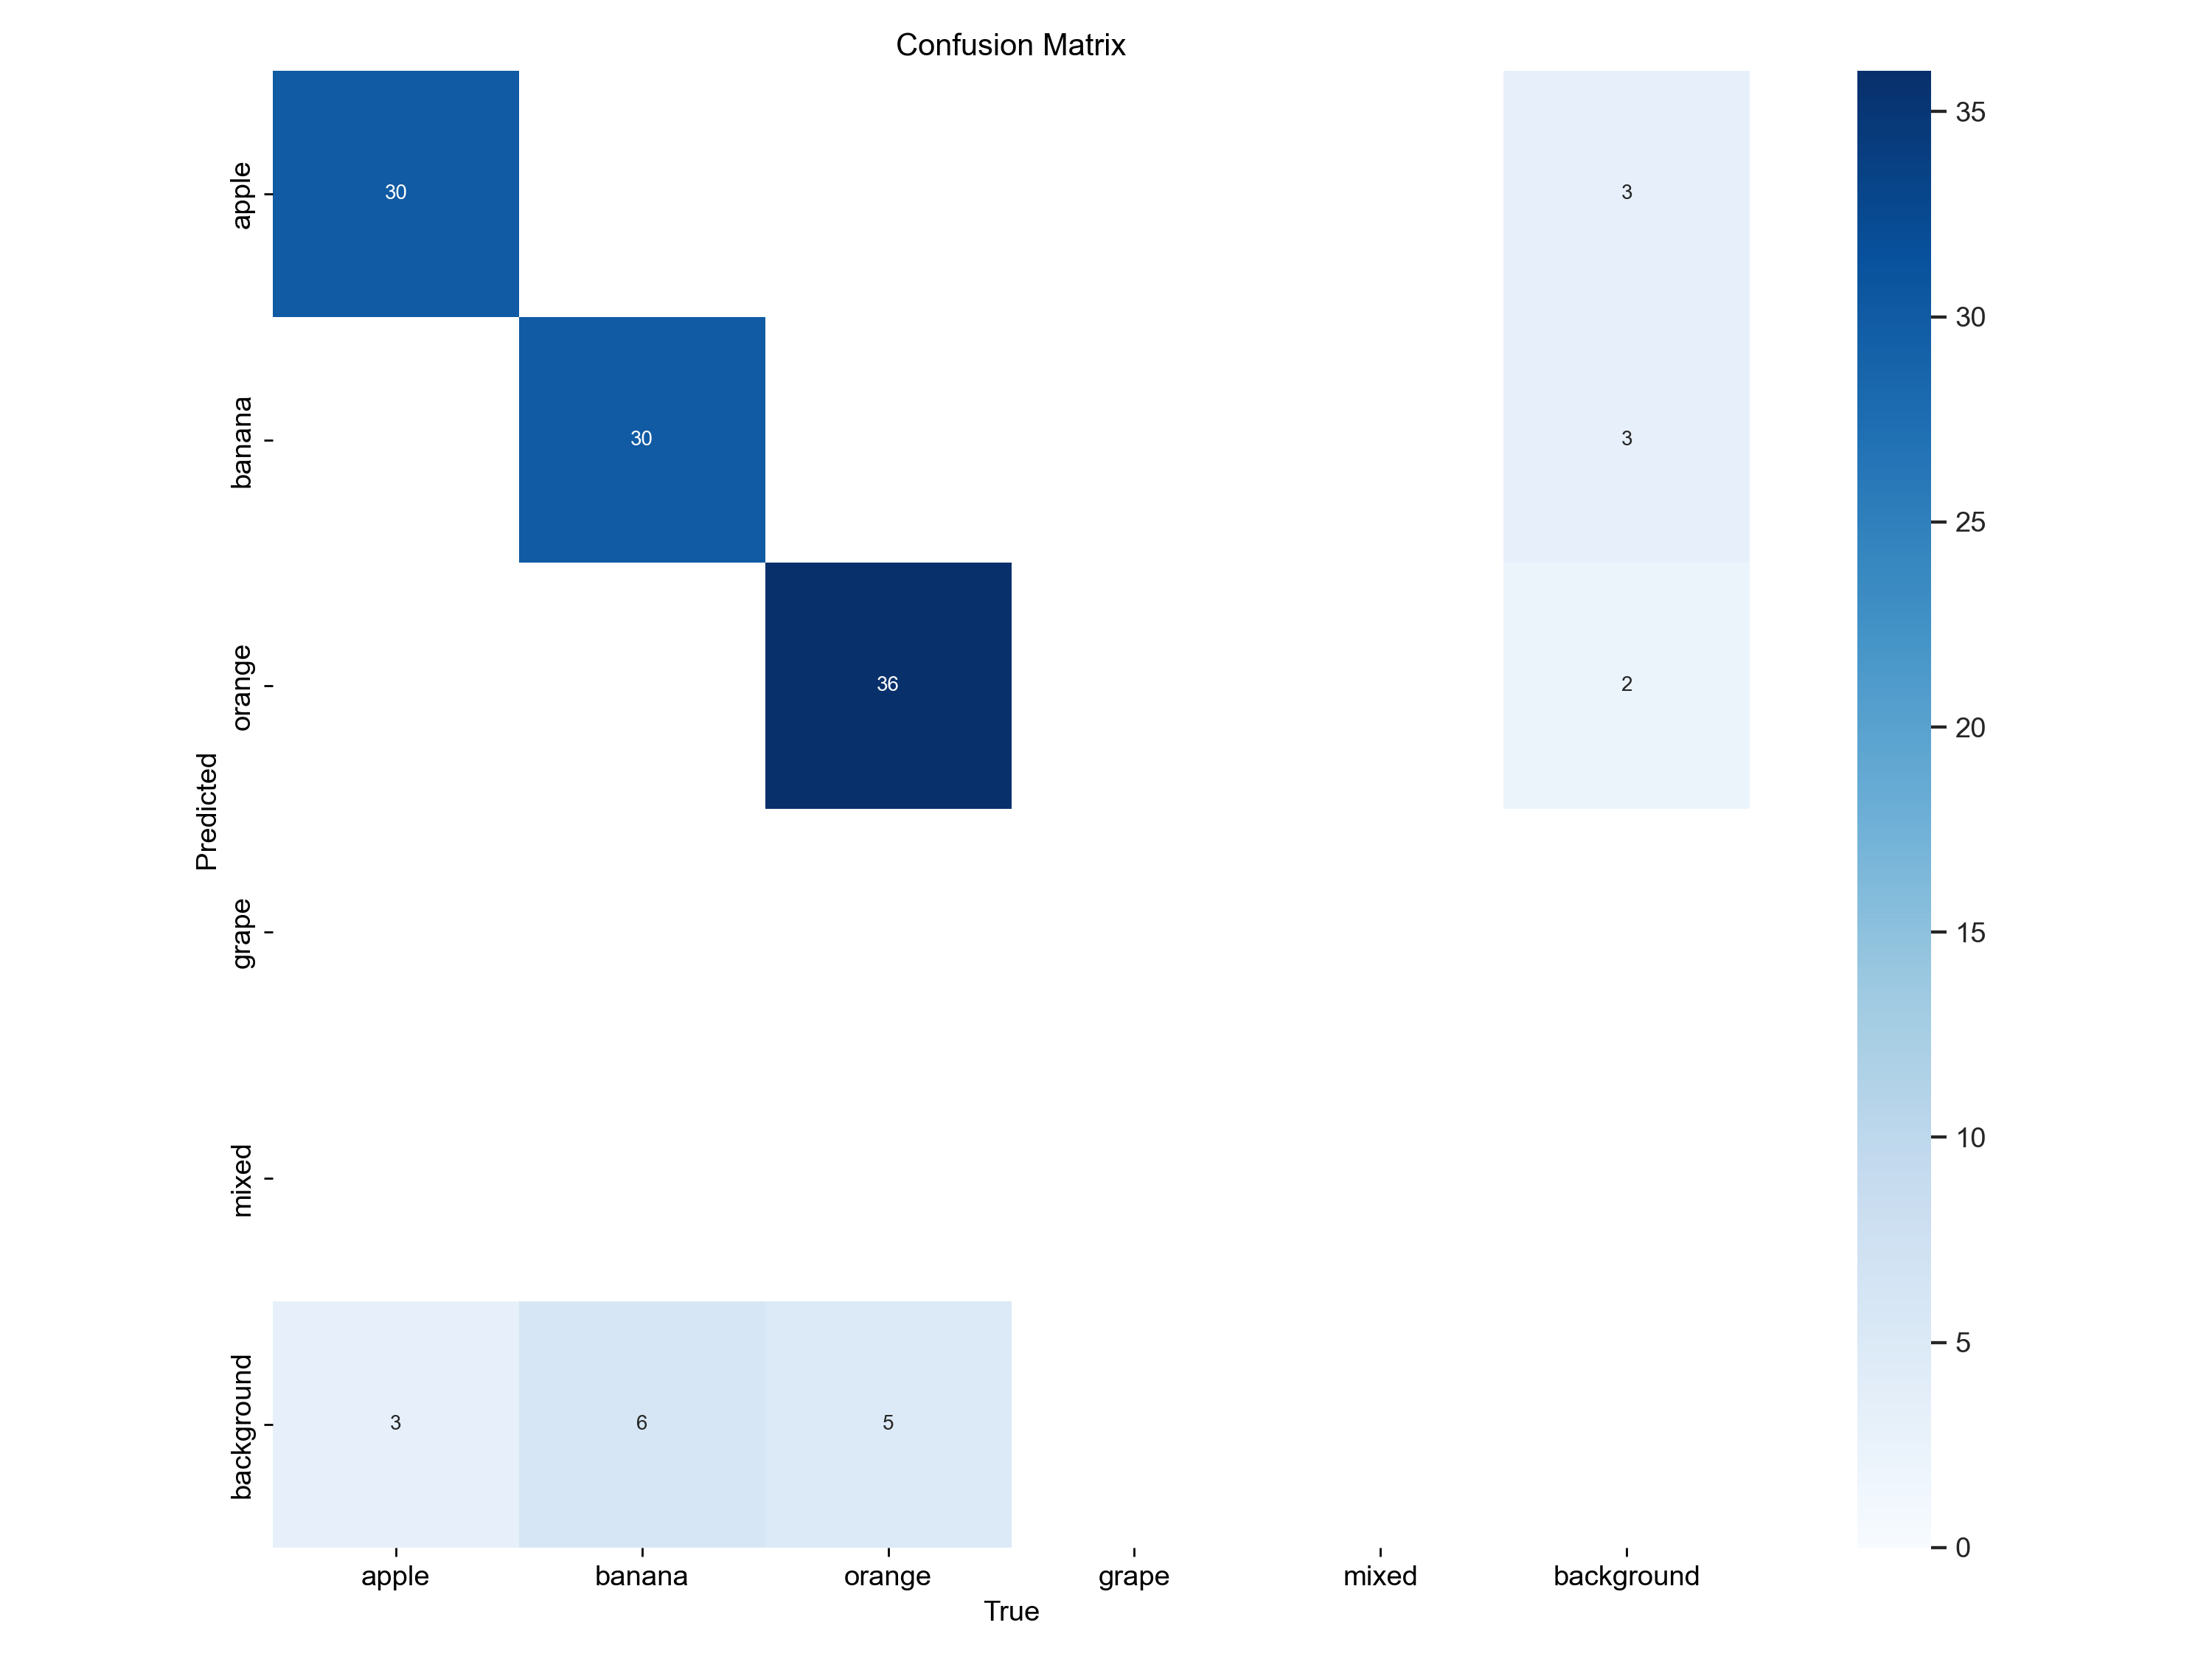 Confusion Matrix
apple
30
3
35
banana
30
3
30
orange
36
2
25
Predicted
20
grape
15
mixed
10
background
3
6
5
5
0
apple
banana
orange
grape
mixed
background
True